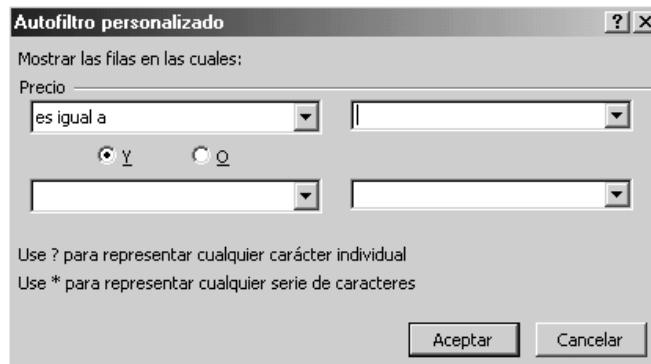 Autofiltro personalizado
Mostrar las filas en las cuales:
Precio
es igual a
Y O
Use ? para representar cualquier carácter individual
Use * para representar cualquier serie de caracteres
Aceptar Cancelar